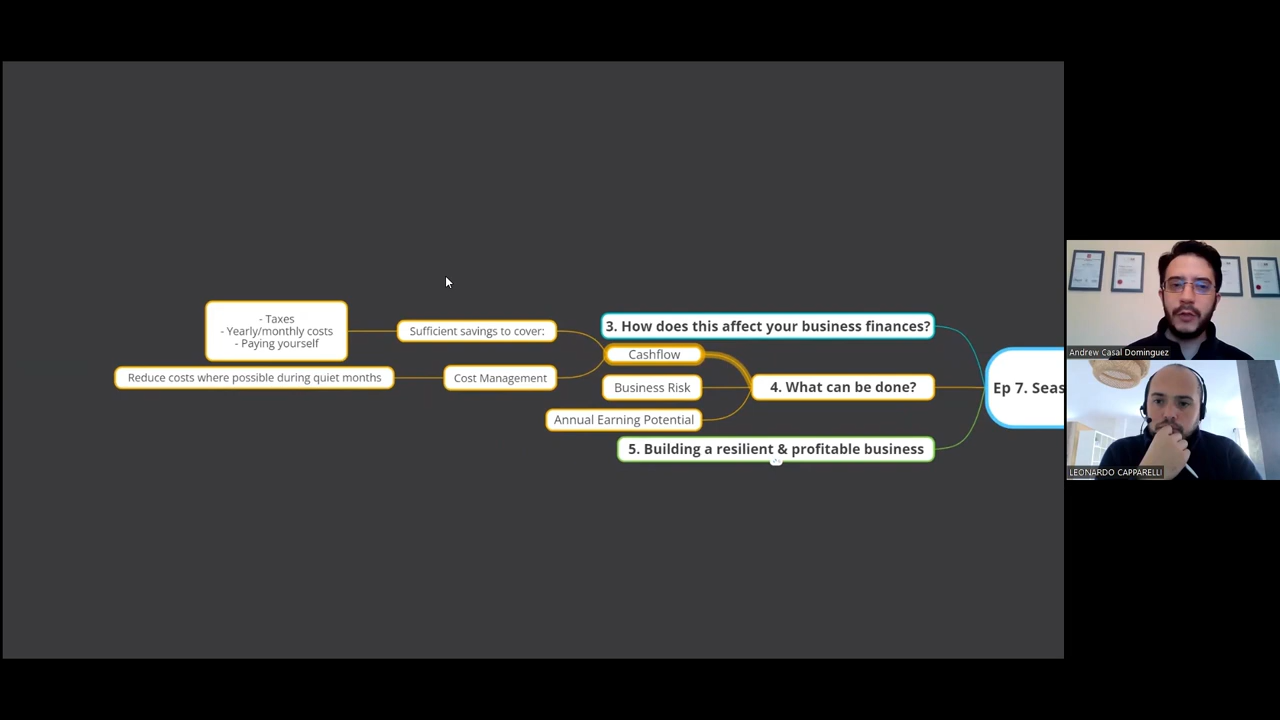 - Taxes
- Yearly/monthly costs
- Paying yourself
Sufficient savings to cover:
Reduce costs where possible during quiet months
Cost Management
3. How does this affect your business finances?
Cashflow
Business Risk
Annual Earning Potential
4. What can be done?
5. Building a resilient & profitable business
Ep 7. Seas
Andrew Casal Dominguez
LEONARDO CAPPARELLI